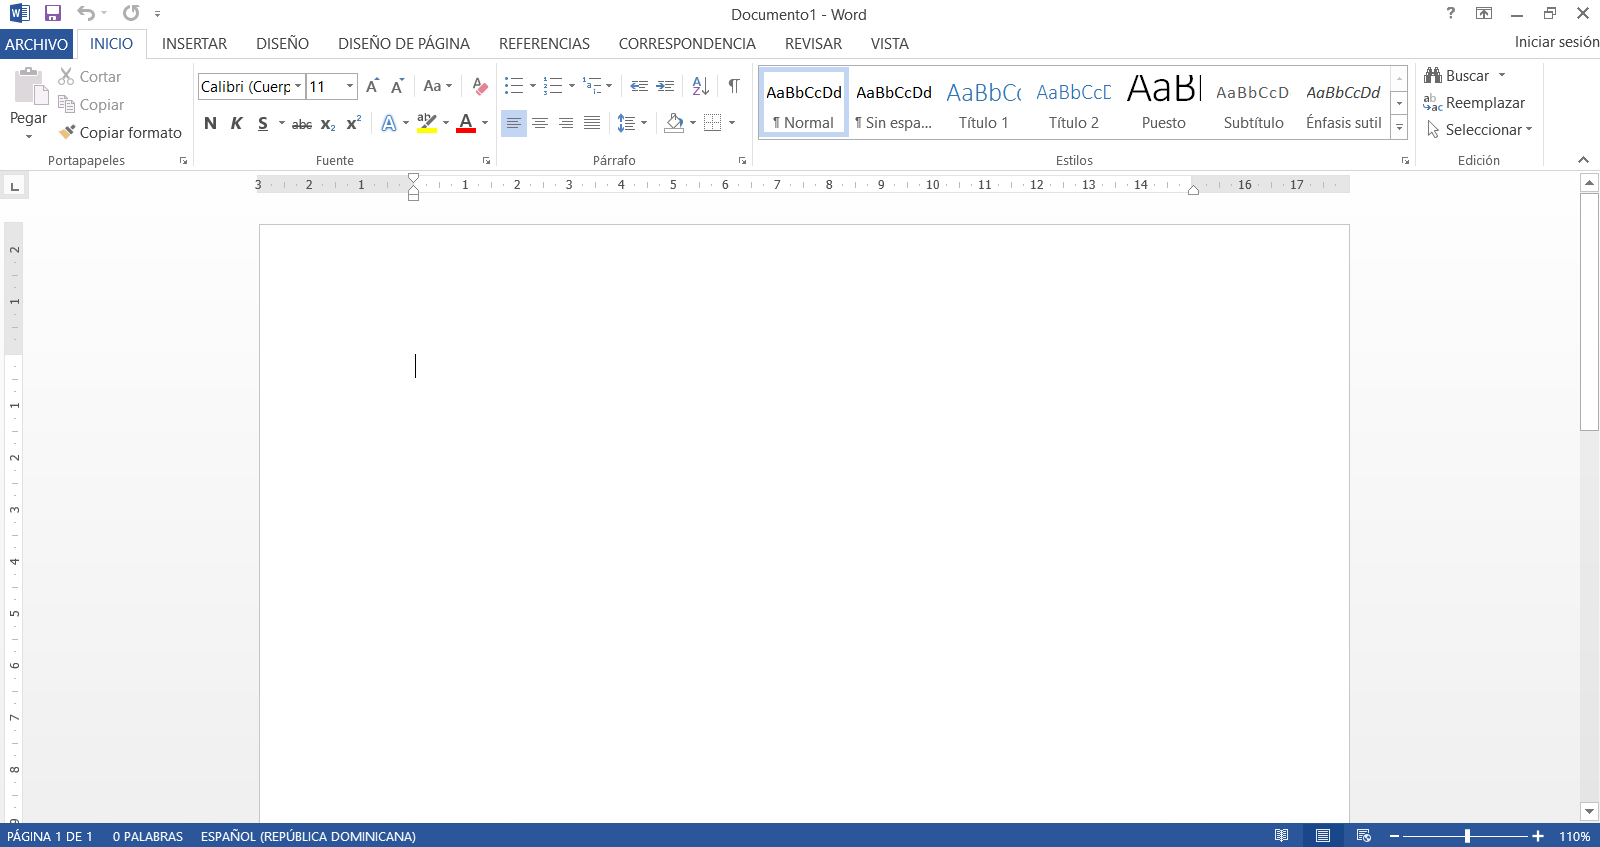 Documento1 - Word
ARCHIVO INICIO INSERTAR DISEÑO DISEÑO DE PÁGINA REFERENCIAS CORRESPONDENCIA REVISAR VISTA Iniciar sesión
Pegar
Cortar
Copiar
Copiar formato
Portapapeles
Calibri (Cuerp 11
Aa
N K S abc x₂ x² A ab A
Fuente
Párrafo
AaBbCcDd AaBbCcDd AaBbCc AaBbCcD AaB AaBbCcD AaBbCcDd
¶ Normal ¶ Sin espa... Título 1 Título 2 Puesto Subtítulo Énfasis sutil
Estilos
Buscar
Reemplazar
Seleccionar
Edición
3 2 1 1 2 3 4 5 6 7 8 9 10 11 12 13 14 16 17
2
1
1
2
3
4
5
6
7
8
9
PÁGINA 1 DE 1 0 PALABRAS ESPAÑOL (REPÚBLICA DOMINICANA) 110%